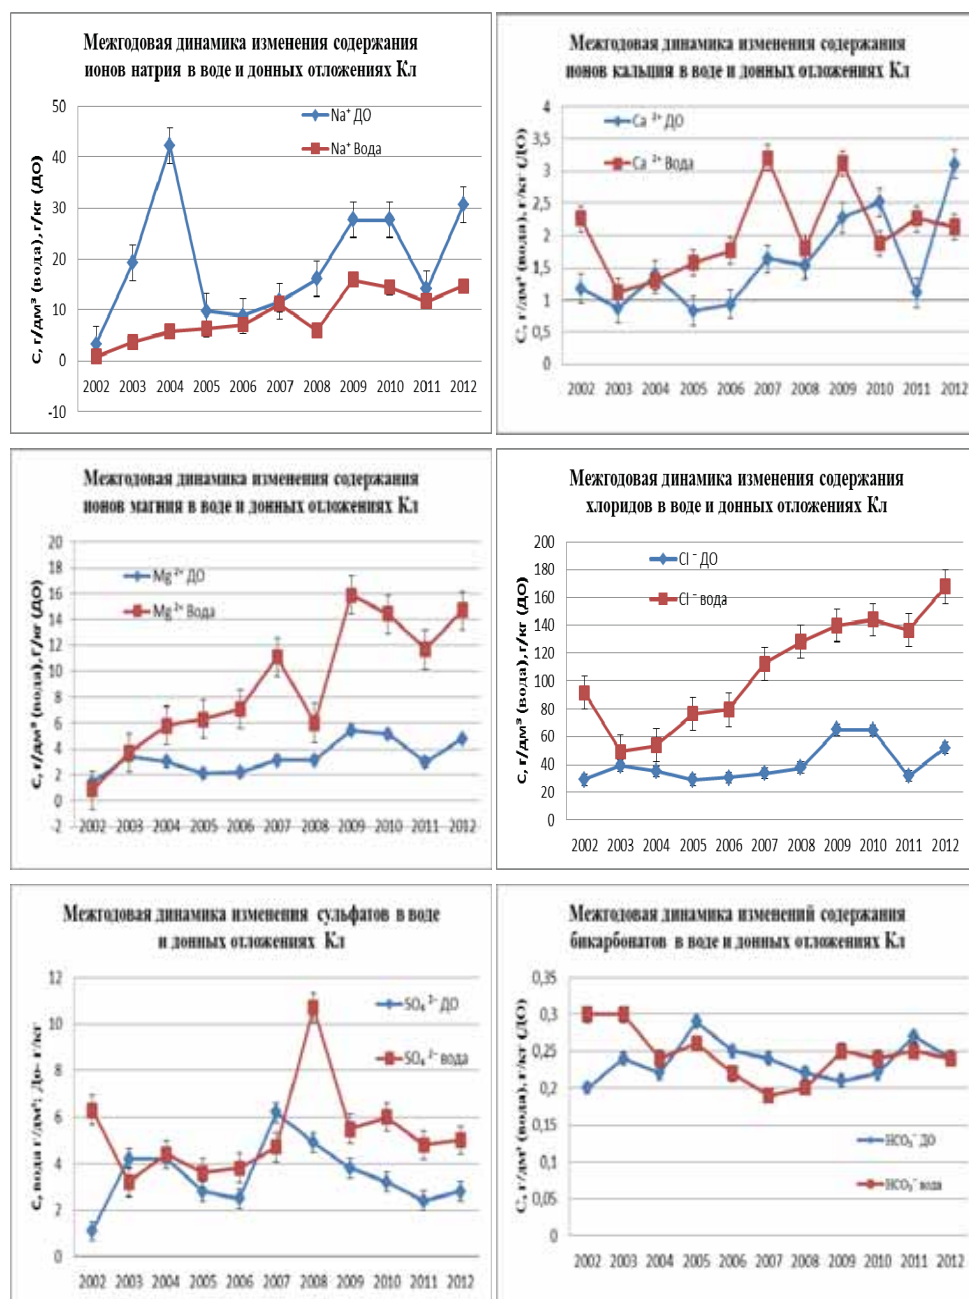 Межгодовая динамика изменения содержания
ионов натрия в воде и донных отложениях Кл
С, г/дм³ (вода), г/кг (ДО)
50
40
30
20
10
0
-10
Na⁺ ДО
Na⁺ Вода
2002 2003 2004 2005 2006 2007 2008 2009 2010 2011 2012
Межгодовая динамика изменения содержания
ионов кальция в воде и донных отложениях Кл
С, г/дм³ (вода), г/кг (ДО)
4
3,5
3
2,5
2
1,5
1
0,5
0
Ca ²⁺ ДО
Ca ²⁺ Вода
2002 2003 2004 2005 2006 2007 2008 2009 2010 2011 2012
Межгодовая динамика изменения содержания
ионов магния в воде и донных отложениях Кл
С, г/дм³ (вода), г/кг (ДО)
20
18
16
14
12
10
8
6
4
2
0
-2
Mg ²⁺ ДО
Mg ²⁺ Вода
2002 2003 2004 2005 2006 2007 2008 2009 2010 2011 2012
Межгодовая динамика изменения содержания
хлоридов в воде и донных отложениях Кл
С, г/дм³ (вода), г/кг (ДО)
200
180
160
140
120
100
80
60
40
20
0
Cl ⁻ ДО
Cl ⁻ вода
2002 2003 2004 2005 2006 2007 2008 2009 2010 2011 2012
Межгодовая динамика изменения сульфатов в воде
и донных отложениях Кл
С, вода г/дм³; До- г/кг
12
10
8
6
4
2
0
SO₄ ²⁻ ДО
SO₄ ²⁻ вода
2002 2003 2004 2005 2006 2007 2008 2009 2010 2011 2012
Межгодовая динамика изменений содержания
бикарбонатов в воде и донных отложениях Кл
С, г/дм³ (вода), г/кг (ДО)
0,35
0,3
0,25
0,2
0,15
0,1
0,05
0
HCO₃⁻ ДО
HCO₃⁻ вода
2002 2003 2004 2005 2006 2007 2008 2009 2010 2011 2012